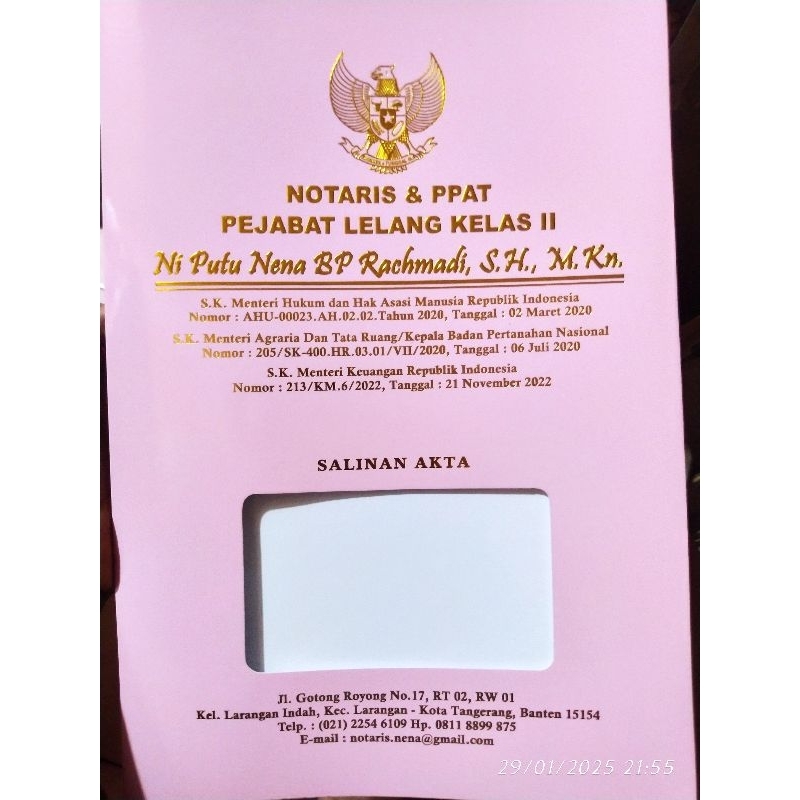 NOTARIS & PPAT
PEJABAT LELANG KELAS II
Ni Putu Nena BP Rachmadi, S.H., M.Kn.
S.K. Menteri Hukum dan Hak Asasi Manusia Republik Indonesia
Nomor : AHU-00023.AH.02.02.Tahun 2020, Tanggal : 02 Maret 2020
S.K. Menteri Agraria Dan Tata Ruang/Kepala Badan Pertanahan Nasional
Nomor : 205/SK-400.HR.03.01/VII/2020, Tanggal : 06 Juli 2020
S.K. Menteri Keuangan Republik Indonesia
Nomor : 213/KM.6/2022, Tanggal : 21 November 2022
SALINAN AKTA
Jl. Gotong Royong No.17, RT 02, RW 01
Kel. Larangan Indah, Kec. Larangan - Kota Tangerang, Banten 15154
Telp. : (021) 2254 6109 Hp. 0811 8899 875
E-mail : notaris.nena@gmail.com
29/01/2025 21:55